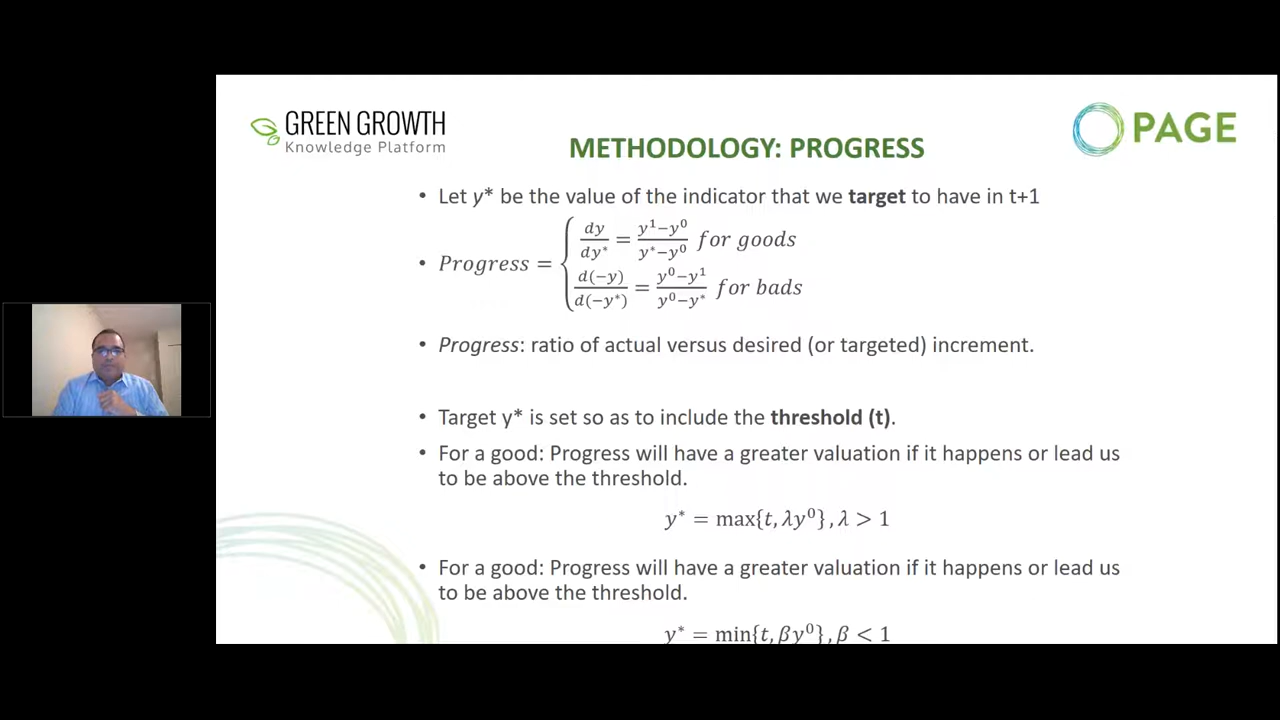 GREEN GROWTH
Knowledge Platform
PAGE
METHODOLOGY: PROGRESS
• Let y* be the value of the indicator that we target to have in t+1
• Progress = { dy/dy* = (y¹−y⁰)/(y*−y⁰) for goods
d(−y)/d(−y*) = (y⁰−y¹)/(y⁰−y*) for bads
• Progress: ratio of actual versus desired (or targeted) increment.
• Target y* is set so as to include the threshold (t).
• For a good: Progress will have a greater valuation if it happens or lead us
to be above the threshold.
y* = max{t, λy⁰}, λ > 1
• For a good: Progress will have a greater valuation if it happens or lead us
to be above the threshold.
y* = min{t, βy⁰}, β < 1